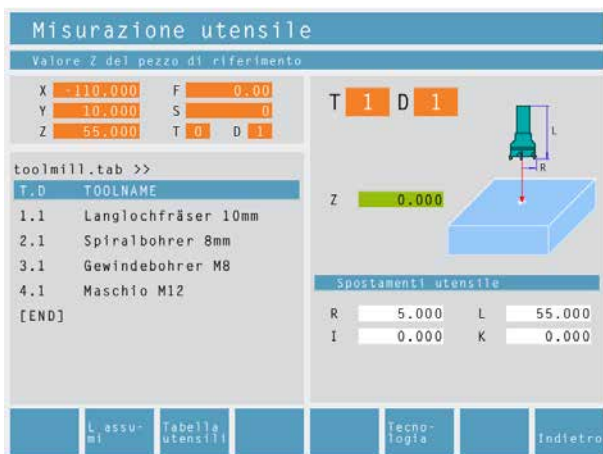 Misurazione utensile
Valore Z del pezzo di riferimento
X -110.000 F 0.00
Y 10.000 S 0
Z 55.000 T 0 D 1
toolmill.tab >>
T.D TOOLNAME
1.1 Langlochfräser 10mm
2.1 Spiralbohrer 8mm
3.1 Gewindebohrer M8
4.1 Maschio M12
[END]
T 1 D 1
L
R
Z 0.000
Spostamenti utensile
R 5.000 L 55.000
I 0.000 K 0.000
L assu-
mi
Tabella
utensili
Tecno-
logia
Indietro